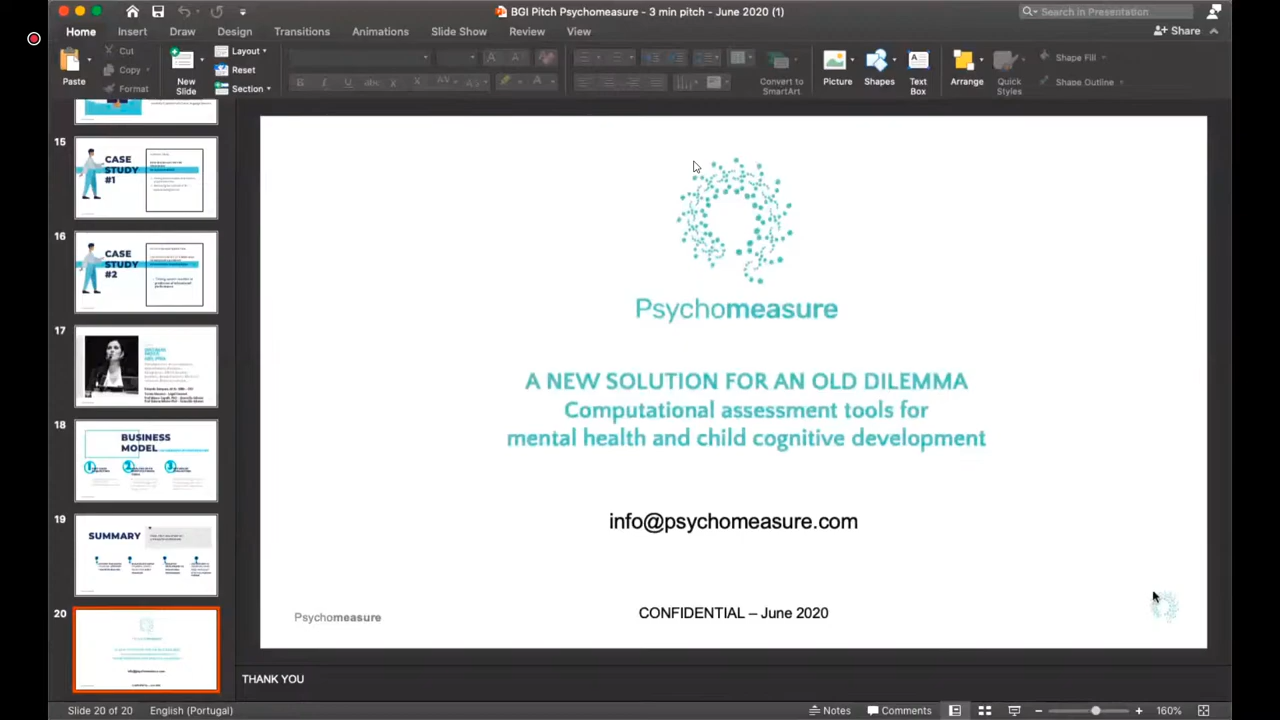 BGI Pitch Psychomeasure - 3 min pitch - June 2020 (1)
Search in Presentation
Home Insert Draw Design Transitions Animations Slide Show Review View
Share
Paste
Cut
Copy
Format
New Slide
Layout
Reset
Section
Convert to SmartArt
Picture
Shapes
Text Box
Arrange
Quick Styles
Shape Fill
Shape Outline
15
CASE
STUDY
#1
16
CASE
STUDY
#2
17
18
BUSINESS
MODEL
19
SUMMARY
20
Psychomeasure
A NEW SOLUTION FOR AN OLD DILEMMA
Computational assessment tools for
mental health and child cognitive development
info@psychomeasure.com
Psychomeasure
CONFIDENTIAL – June 2020
THANK YOU
Slide 20 of 20 English (Portugal)
Notes Comments 160%